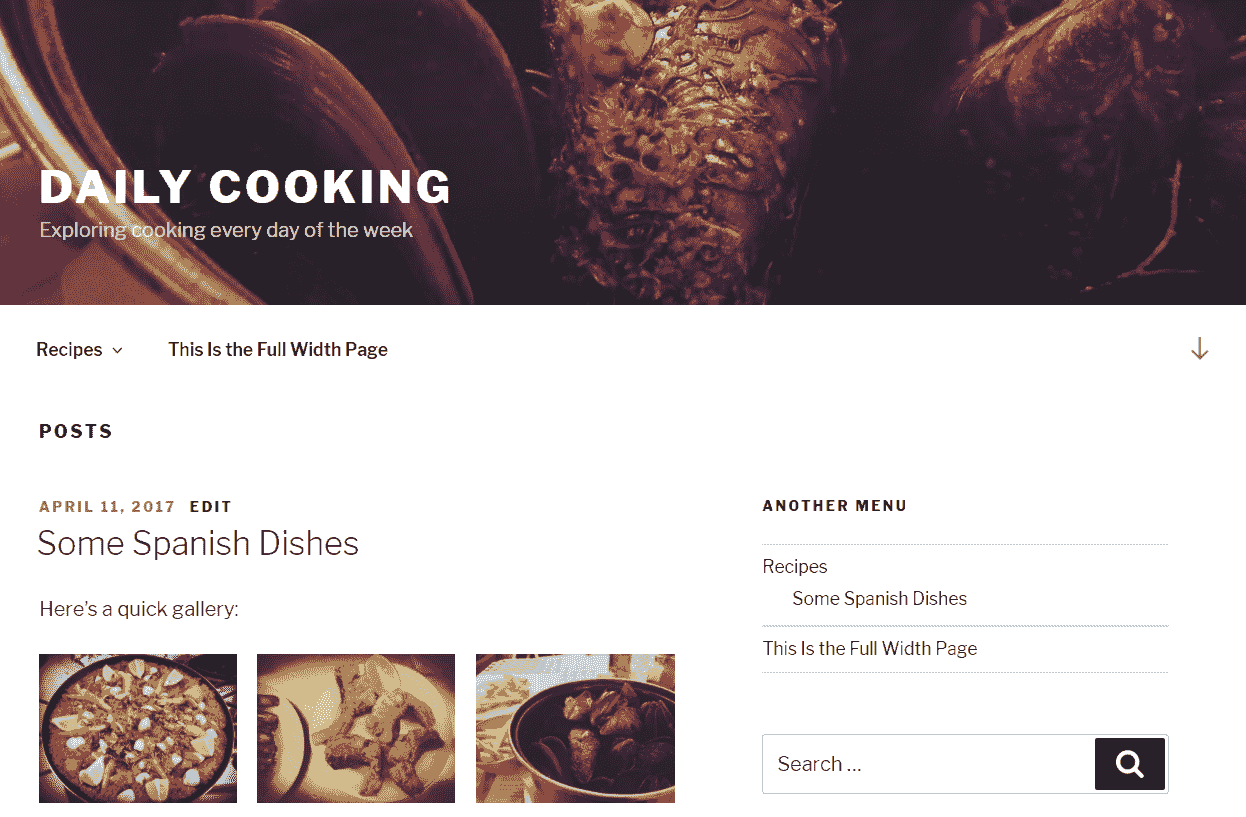 DAILY COOKING
Exploring cooking every day of the week
Recipes
This Is the Full Width Page
POSTS
APRIL 11, 2017 EDIT
Some Spanish Dishes
Here's a quick gallery:
ANOTHER MENU
Recipes
Some Spanish Dishes
This Is the Full Width Page
Search ...